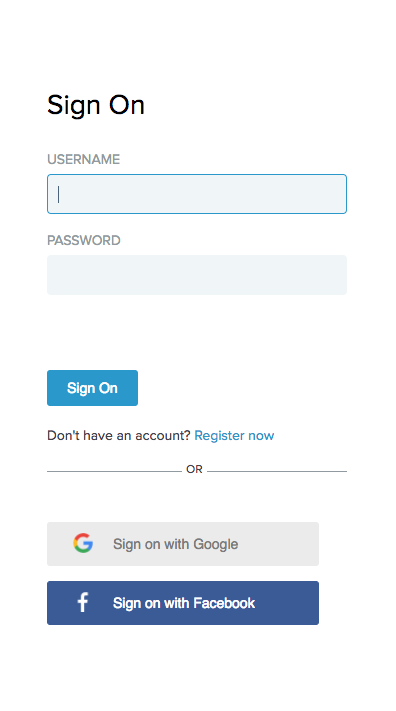 Sign On
USERNAME
PASSWORD
Sign On
Don't have an account? Register now
OR
Sign on with Google
Sign on with Facebook